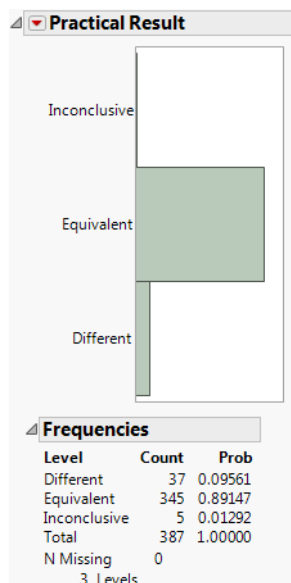 Practical Result
Inconclusive
Equivalent
Different
Frequencies
Level Count Prob
Different 37 0.09561
Equivalent 345 0.89147
Inconclusive 5 0.01292
Total 387 1.00000
N Missing 0
3 Levels